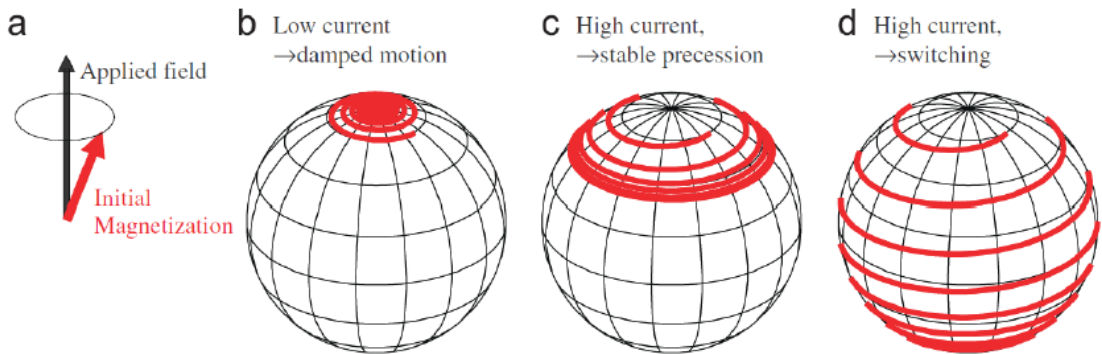 a
Applied field
Initial
Magnetization
b
Low current
→damped motion
c
High current,
→stable precession
d
High current,
→switching